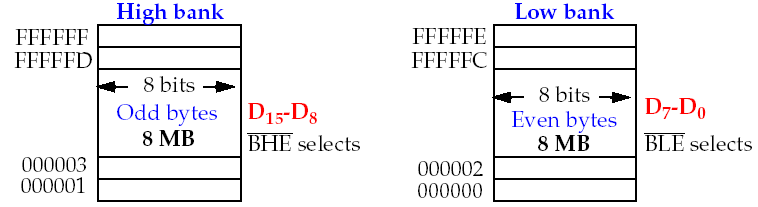 High bank
FFFFFF
FFFFFD
8 bits
Odd bytes
8 MB
D15-D8
BHE selects
000003
000001
Low bank
FFFFFE
FFFFFC
8 bits
Even bytes
8 MB
D7-D0
BLE selects
000002
000000